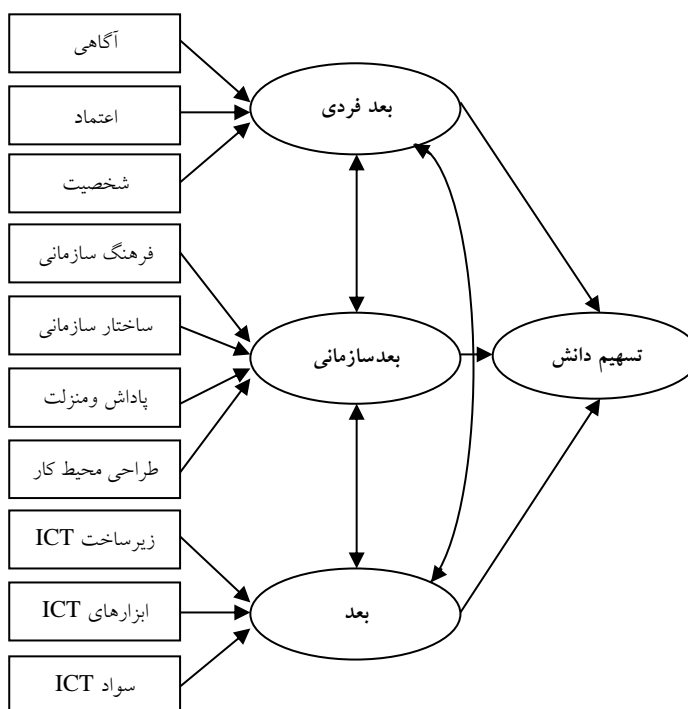 آگاهی
اعتماد
شخصیت
فرهنگ سازمانی
ساختار سازمانی
پاداش ومنزلت
طراحی محیط کار
زیرساخت ICT
ابزارهای ICT
سواد ICT
بعد فردی
بعدسازمانی
بعد
تسهیم دانش